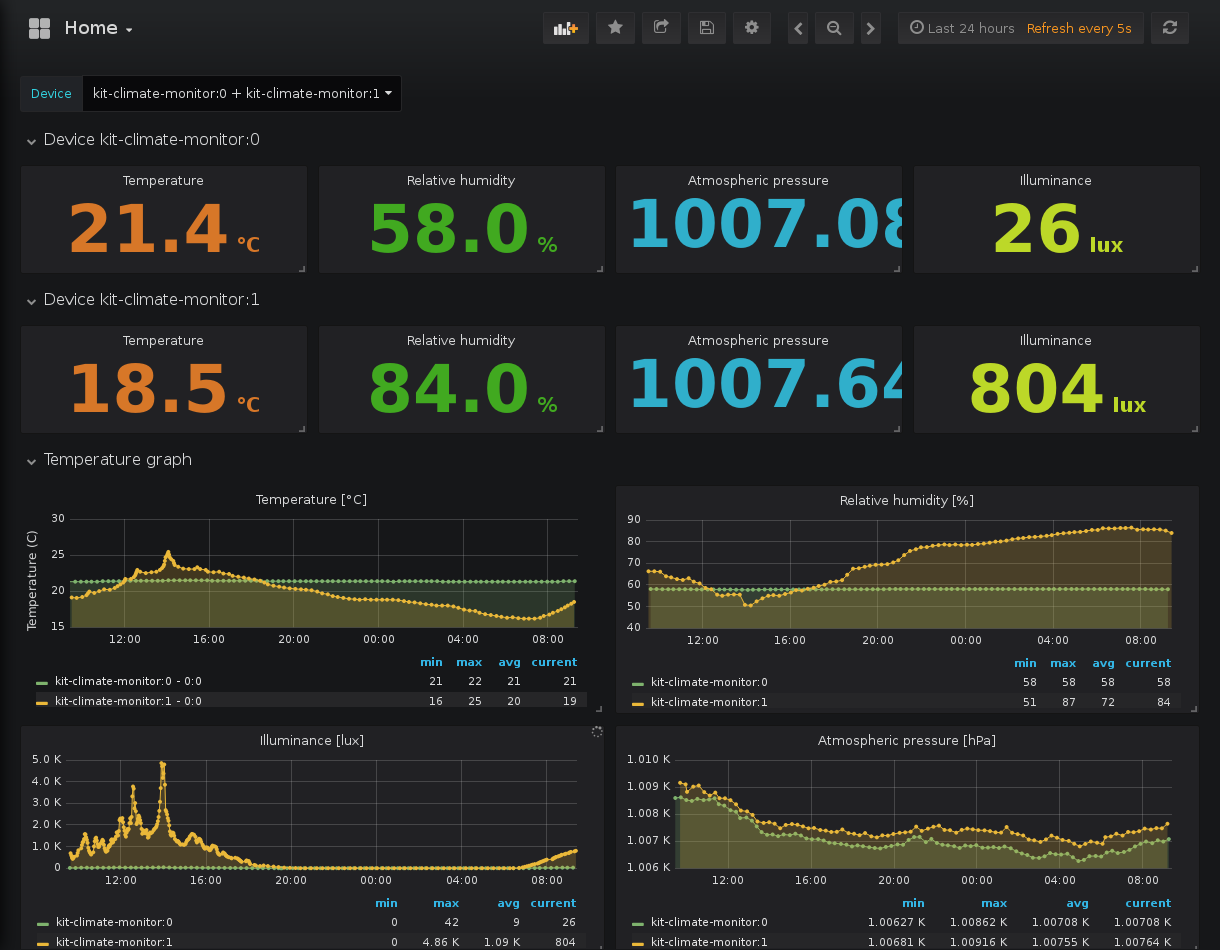 Home
Last 24 hours Refresh every 5s
Device kit-climate-monitor:0 + kit-climate-monitor:1
Device kit-climate-monitor:0
Temperature Relative humidity Atmospheric pressure Illuminance
21.4 °C 58.0 % 1007.08 26 lux
Device kit-climate-monitor:1
Temperature Relative humidity Atmospheric pressure Illuminance
18.5 °C 84.0 % 1007.64 804 lux
Temperature graph
Temperature [°C]
Temperature (C)
30
25
20
15
12:00 16:00 20:00 00:00 04:00 08:00
min max avg current
kit-climate-monitor:0 - 0:0 21 22 21 21
kit-climate-monitor:1 - 0:0 16 25 20 19
Relative humidity [%]
90
80
70
60
50
40
12:00 16:00 20:00 00:00 04:00 08:00
min max avg current
kit-climate-monitor:0 58 58 58 58
kit-climate-monitor:1 51 87 72 84
Illuminance [lux]
5.0 K
4.0 K
3.0 K
2.0 K
1.0 K
0
12:00 16:00 20:00 00:00 04:00 08:00
min max avg current
kit-climate-monitor:0 0 42 9 26
kit-climate-monitor:1 0 4.86 K 1.09 K 804
Atmospheric pressure [hPa]
1.010 K
1.009 K
1.008 K
1.007 K
1.006 K
12:00 16:00 20:00 00:00 04:00 08:00
min max avg current
kit-climate-monitor:0 1.00627 K 1.00862 K 1.00708 K 1.00708 K
kit-climate-monitor:1 1.00681 K 1.00916 K 1.00755 K 1.00764 K